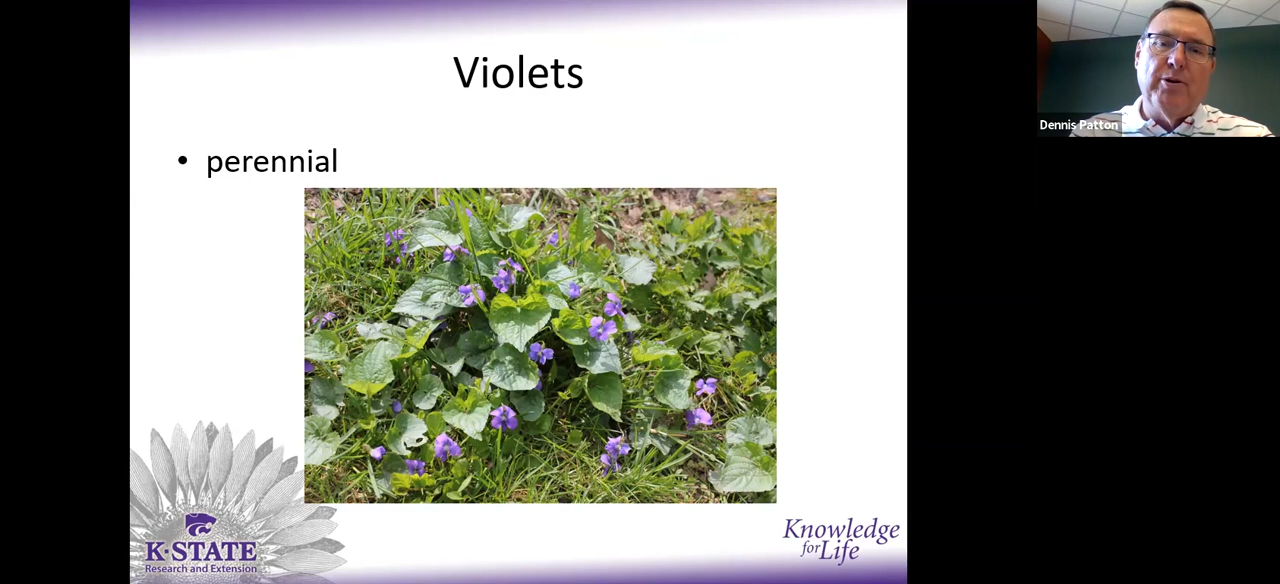 Violets
• perennial
Dennis Patton
K-STATE
Research and Extension
Knowledge
for Life